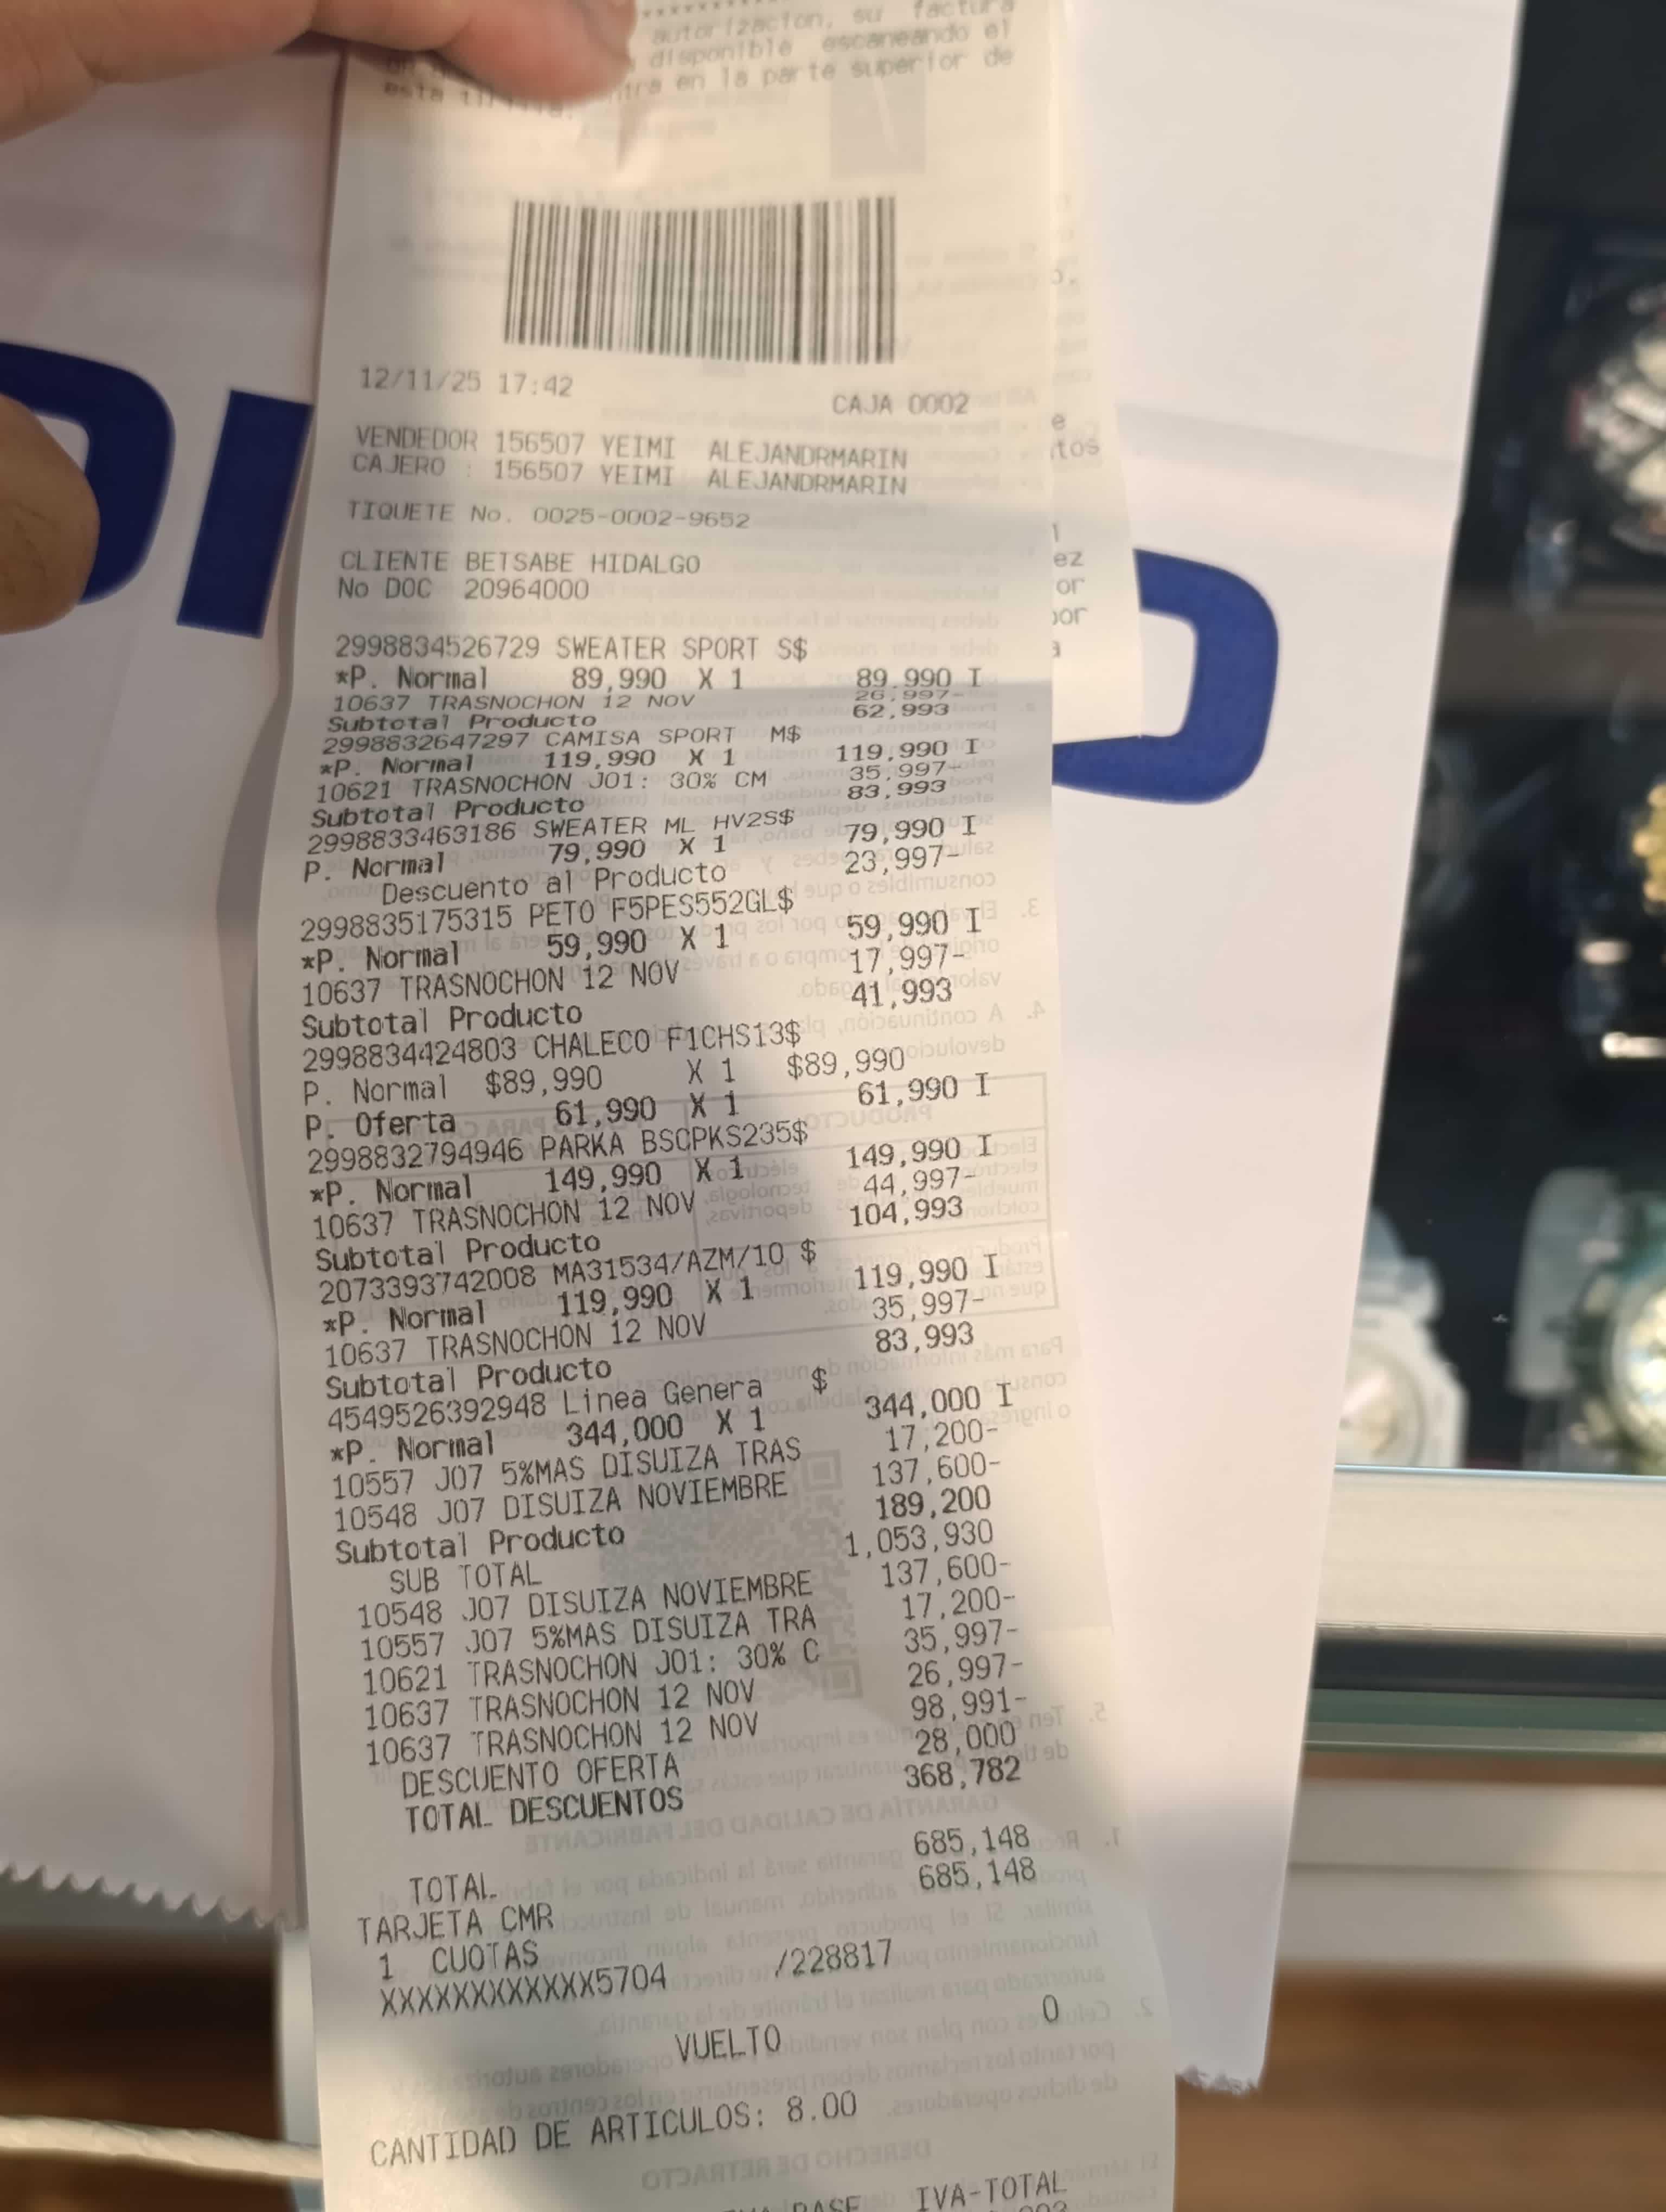 autorización, su factura
disponible escaneando el
en la parte superior de
esta
12/11/25 17:42
CAJA 0002
VENDEDOR 156507 YEIMI ALEJANDRMARIN
CAJERO : 156507 YEIMI ALEJANDRMARIN
TIQUETE No. 0025-0002-9652
CLIENTE BETSABE HIDALGO
No DOC 20964000
2998834526729 SWEATER SPORT S$
*P. Normal 89,990 X 1 89.990 I
10637 TRASNOCHON 12 NOV 26,997-
Subtotal Producto 62,993
2998832647297 CAMISA SPORT M$
*P. Normal 119,990 X 1 119,990 I
10621 TRASNOCHON J01: 30% CM 35,997-
Subtotal Producto 83,993
2998833463186 SWEATER ML HV2S$
P. Normal 79,990 X 1 79,990 I
Descuento al Producto 23,997-
2998835175315 PETO F5PES552GL$
*P. Normal 59,990 X 1 59,990 I
10637 TRASNOCHON 12 NOV 17,997-
Subtotal Producto 41,993
2998834424803 CHALECO F1CHS13$
P. Normal $89,990 X 1 $89,990
P. Oferta 61,990 X 1 61,990 I
2998832794946 PARKA BSCPKS235$
*P. Normal 149,990 X 1 149,990 I
10637 TRASNOCHON 12 NOV 44,997-
Subtotal Producto 104,993
2073393742008 MA31534/AZM/10 $
*P. Normal 119,990 X 1 119,990 I
10637 TRASNOCHON 12 NOV 35,997-
Subtotal Producto 83,993
4549526392948 Linea Genera $
*P. Normal 344,000 X 1 344,000 I
10557 J07 5%MAS DISUIZA TRAS 17,200-
10548 J07 DISUIZA NOVIEMBRE 137,600-
Subtotal Producto 189,200
SUB TOTAL 1,053,930
10548 J07 DISUIZA NOVIEMBRE 137,600-
10557 J07 5%MAS DISUIZA TRA 17,200-
10621 TRASNOCHON J01: 30% C 35,997-
10637 TRASNOCHON 12 NOV 26,997-
10637 TRASNOCHON 12 NOV 98,991-
DESCUENTO OFERTA 28,000
TOTAL DESCUENTOS 368,782
TOTAL 685,148
TARJETA CMR 685,148
1 CUOTAS
XXXXXXXXXXXX5704 /228817
VUELTO 0
CANTIDAD DE ARTICULOS: 8.00
BASE IVA-TOTAL